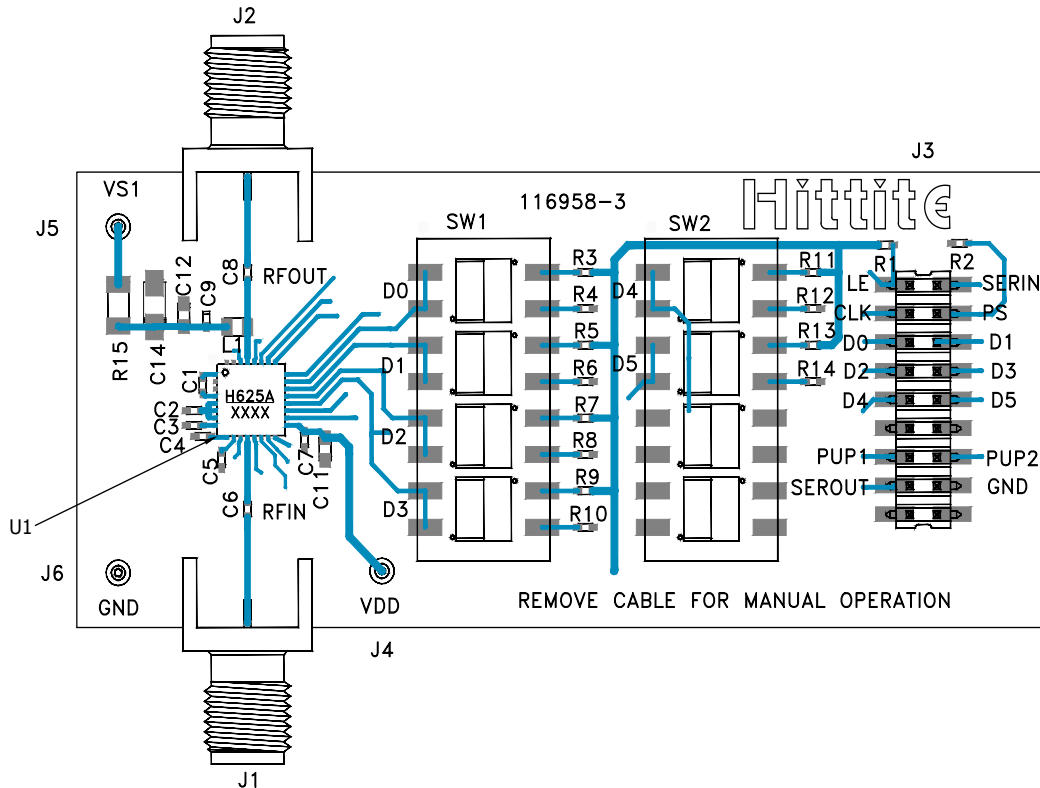 J2
J3
VS1
Hittite
116958-3
J5
SW1
SW2
C12
C9
C8
RFOUT
R3
R11
R1
R2
D0
D4
LE
SERIN
R4
R12
CLK
PS
R15
C14
L1
R5
R13
D0
D1
D1
D5
R6
R14
D2
D3
C1
H625A
XXXX
D4
D5
C2
R7
C3
C4
D2
R8
PUP1
PUP2
C5
C7
C11
R9
SEROUT
GND
C6
RFIN
D3
R10
U1
J6
GND
VDD
REMOVE CABLE FOR MANUAL OPERATION
J4
J1